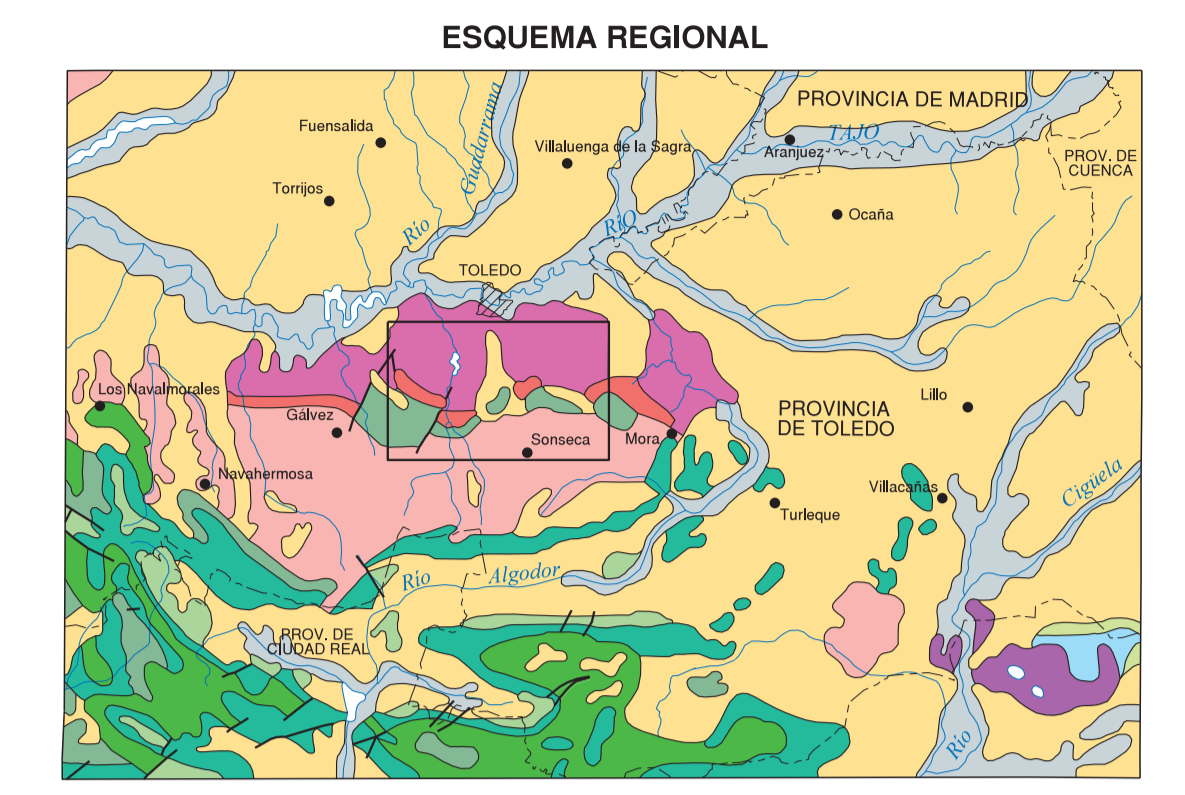 ESQUEMA REGIONAL
PROVINCIA DE MADRID
Fuensalida
Guadarrama
TAJO
Villaluenga de la Sagra
Aranjuez
PROV. DE
CUENCA
Torrijos
Ocaña
Río
RíO
TOLEDO
Los Navalmorales
Lillo
Gálvez
PROVINCIA
DE TOLEDO
Sonseca
Mora
Navahermosa
Villacañas
Cigüela
Turleque
Río
Algodor
PROV. DE
CIUDAD REAL
Río